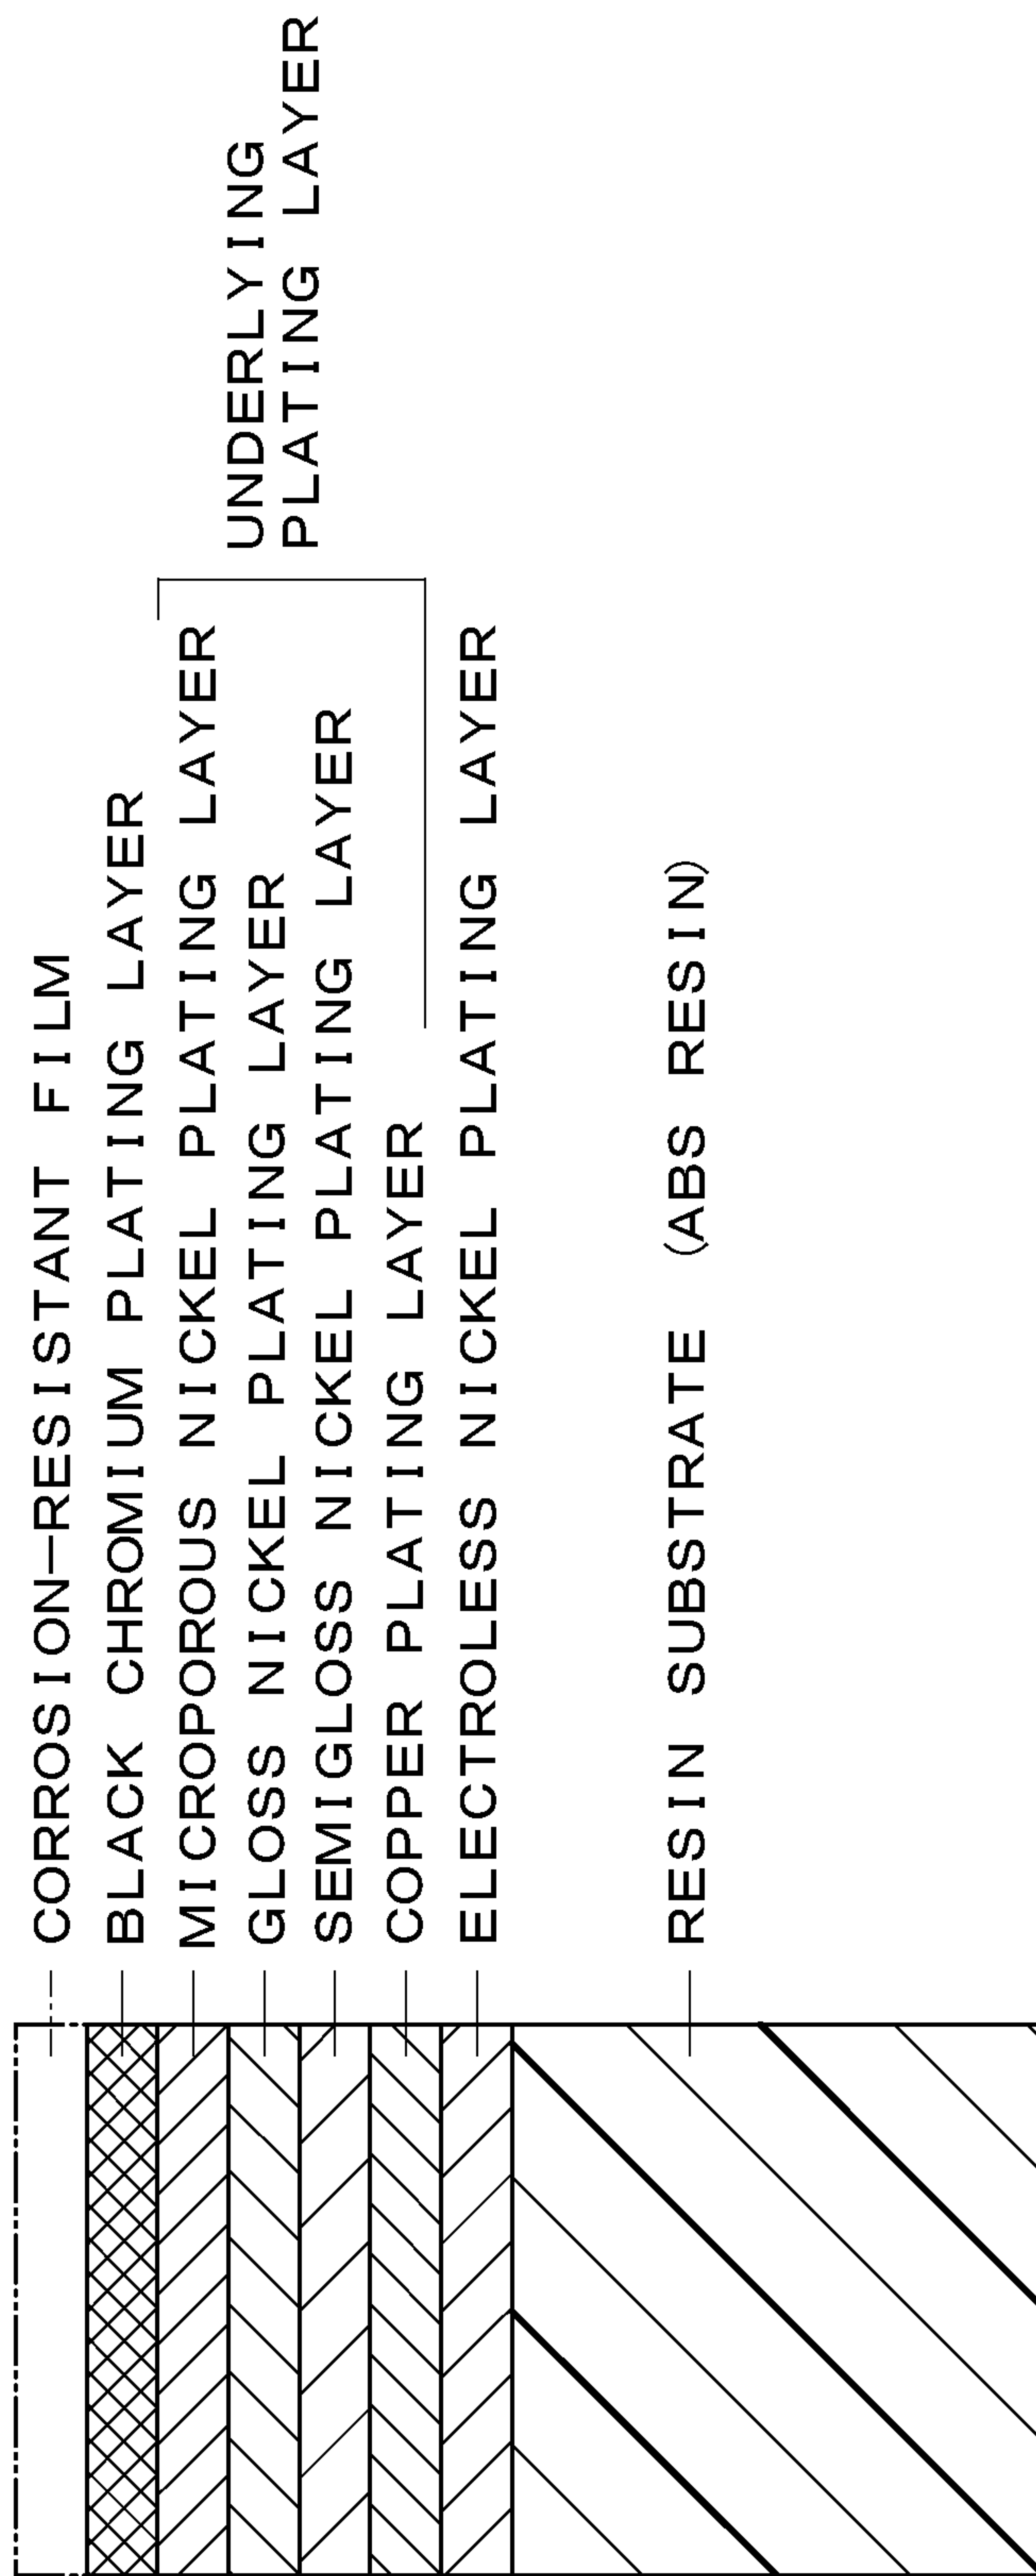 CORROSION-RESISTANT FILM
BLACK CHROMIUM PLATING LAYER
MICROPOROUS NICKEL PLATING LAYER
GLOSS NICKEL PLATING LAYER
SEMIGLOSS NICKEL PLATING LAYER
COPPER PLATING LAYER
ELECTROLESS NICKEL PLATING LAYER
RESIN SUBSTRATE (ABS RESIN)
UNDERLYING
PLATING LAYER